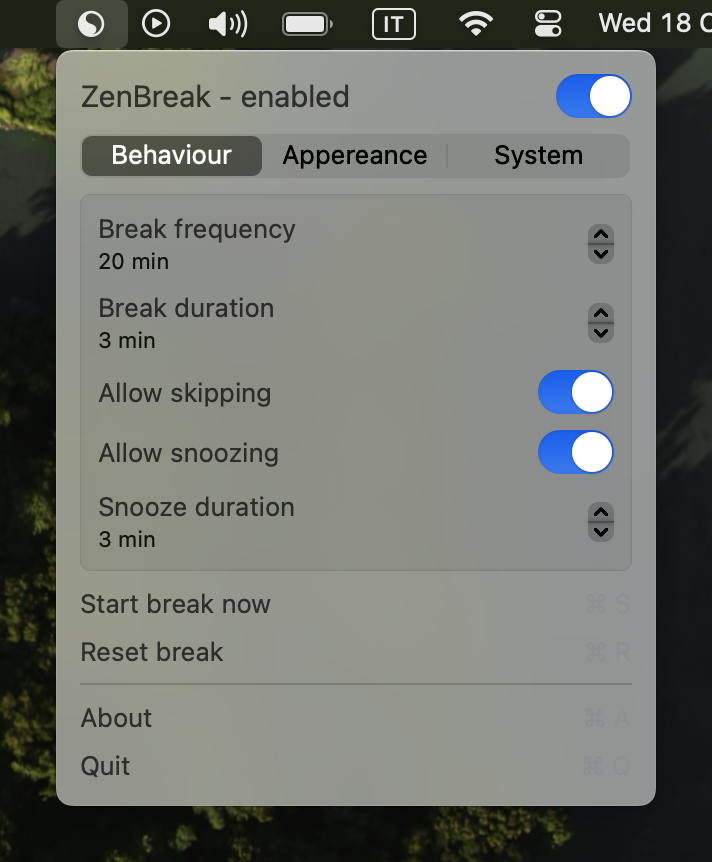 IT
Wed 18 O
ZenBreak - enabled
Behaviour Appereance System
Break frequency
20 min
Break duration
3 min
Allow skipping
Allow snoozing
Snooze duration
3 min
Start break now ⌘ S
Reset break ⌘ R
About ⌘ A
Quit ⌘ Q